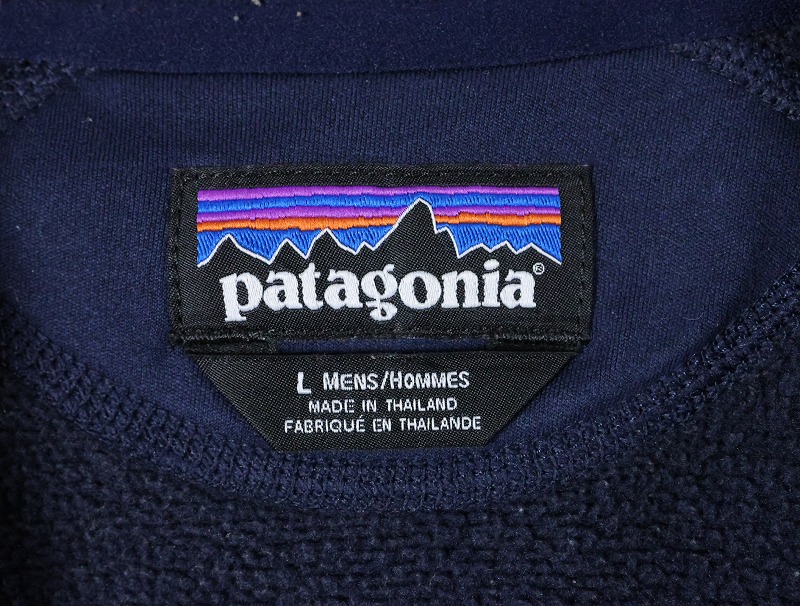 patagonia®
L MENS/HOMMES
MADE IN THAILAND
FABRIQUÉ EN THAILANDE